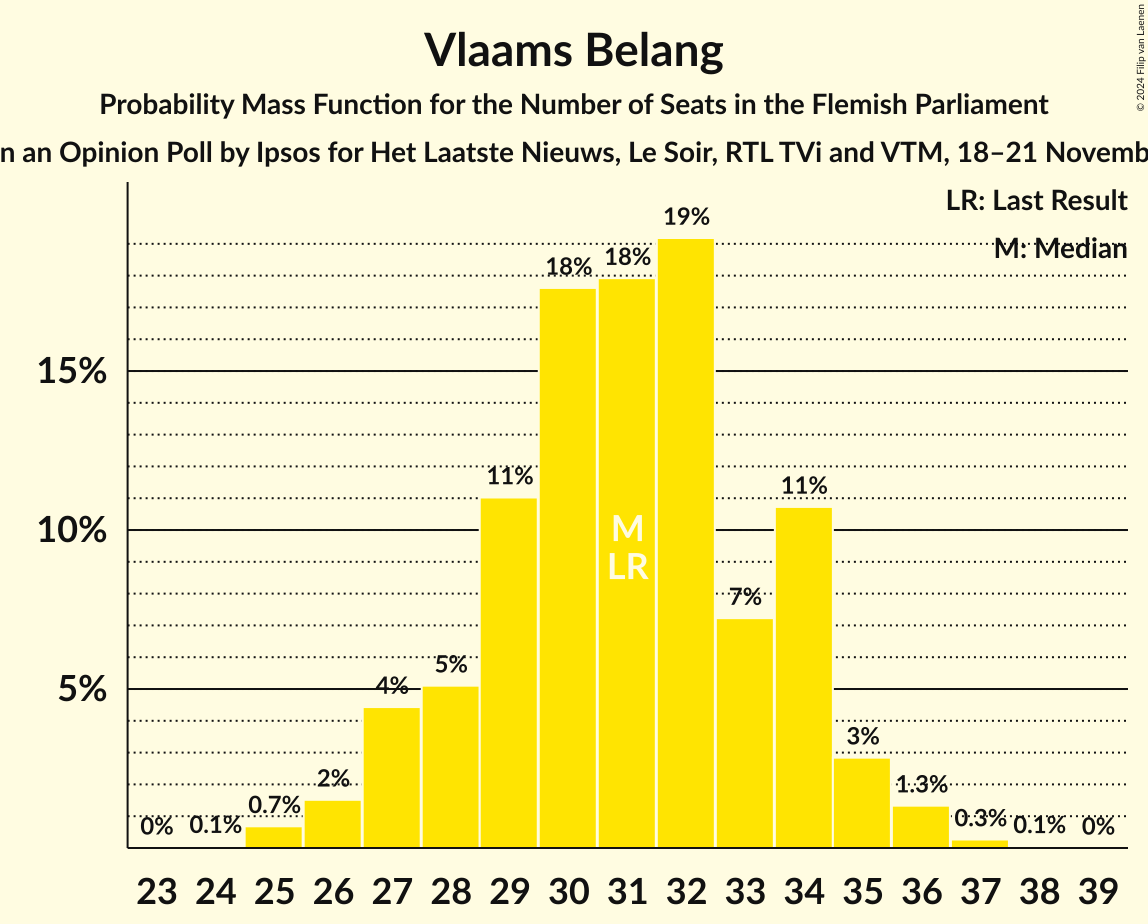 © 2024 Filip van Laenen
Vlaams Belang
Probability Mass Function for the Number of Seats in the Flemish Parliament
n an Opinion Poll by Ipsos for Het Laatste Nieuws, Le Soir, RTL TVi and VTM, 18–21 Novemb
LR: Last Result
M: Median
19%
18% 18%
15%
11% 11%
10%
M
LR
7%
5%
5%
4%
3%
2% 1.3%
0% 0.1% 0.7% 0.3% 0.1% 0%
23 24 25 26 27 28 29 30 31 32 33 34 35 36 37 38 39